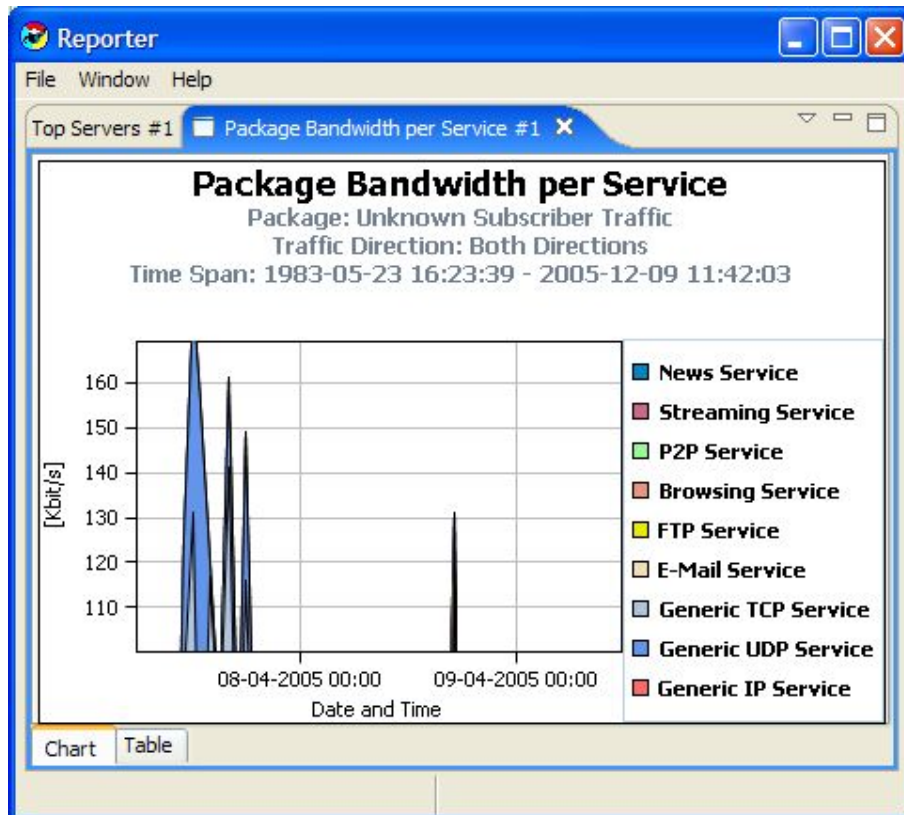 Reporter
File Window Help
Top Servers #1 Package Bandwidth per Service #1
Package Bandwidth per Service
Package: Unknown Subscriber Traffic
Traffic Direction: Both Directions
Time Span: 1983-05-23 16:23:39 - 2005-12-09 11:42:03
[Kbit/s]
160
150
140
130
120
110
08-04-2005 00:00 09-04-2005 00:00
Date and Time
News Service
Streaming Service
P2P Service
Browsing Service
FTP Service
E-Mail Service
Generic TCP Service
Generic UDP Service
Generic IP Service
Chart Table